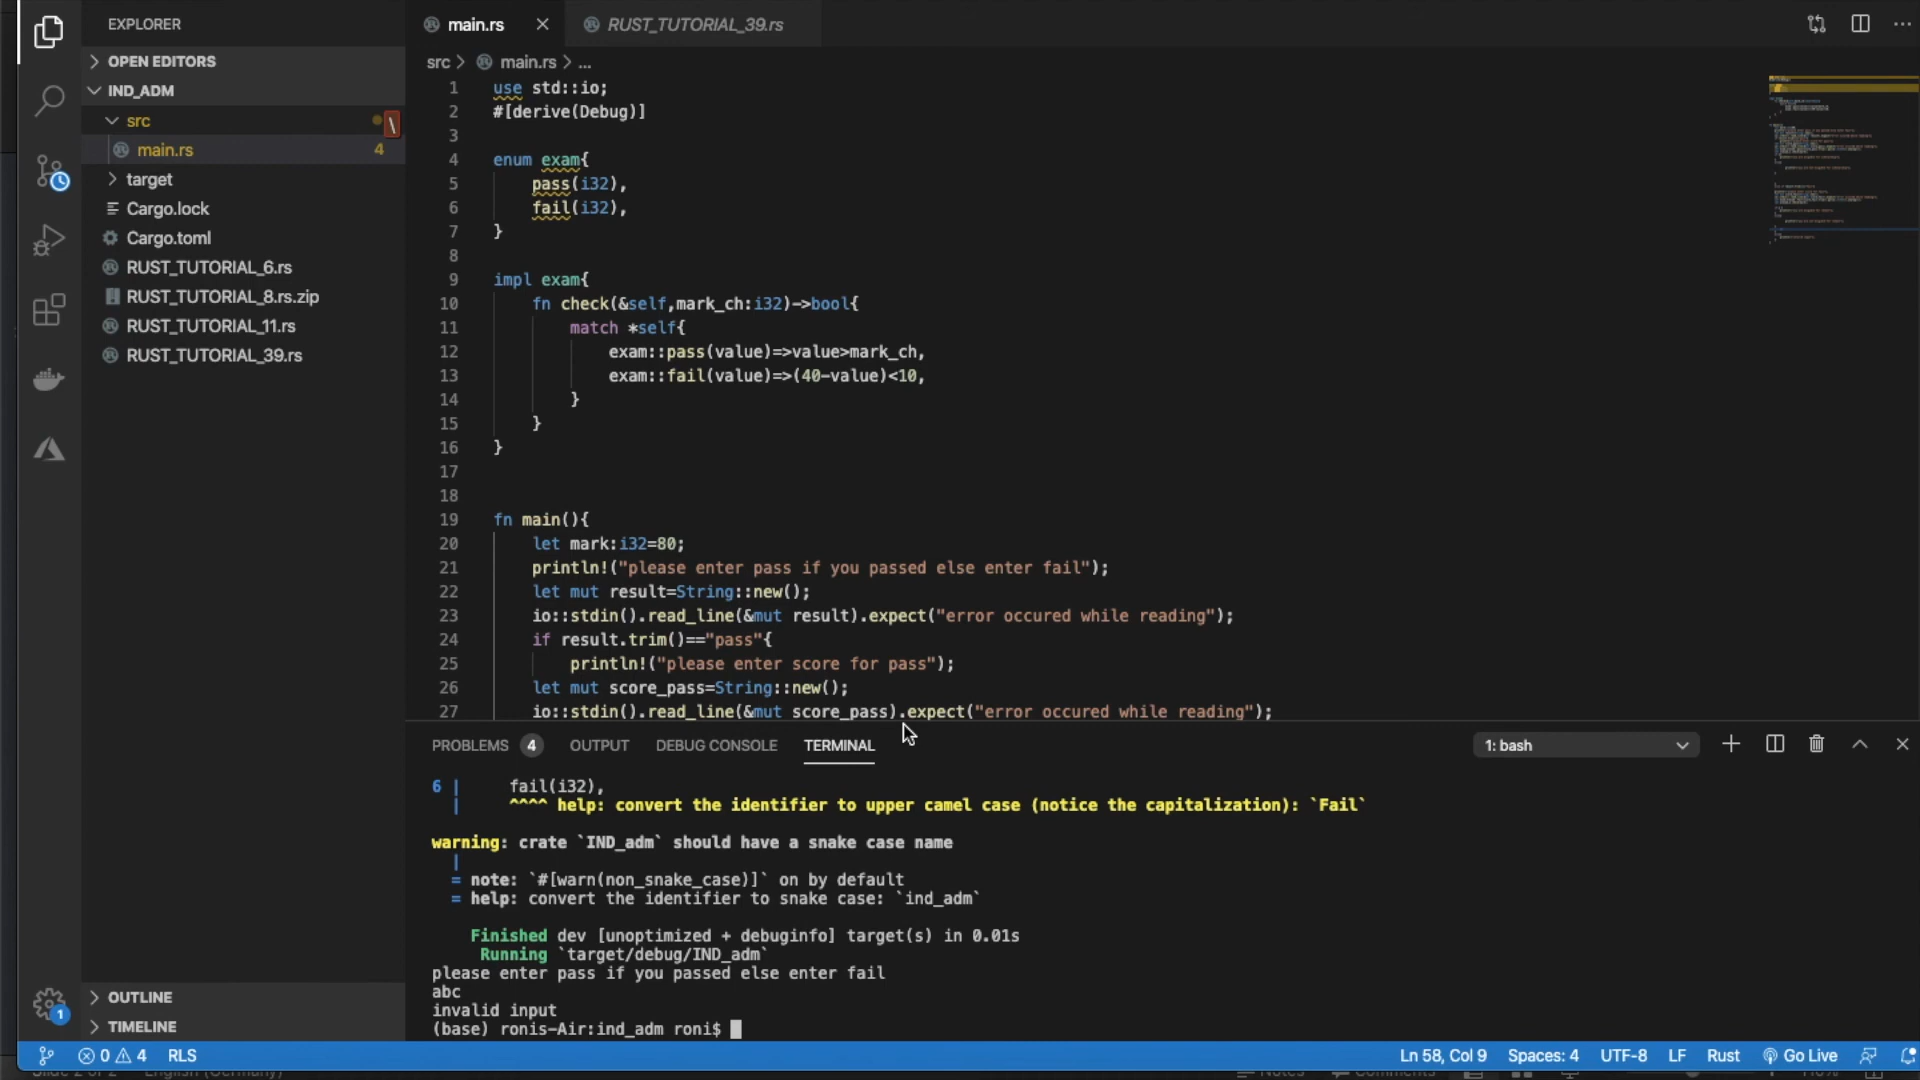 EXPLORER
OPEN EDITORS
IND_ADM
src
\
main.rs 4
target
Cargo.lock
Cargo.toml
RUST_TUTORIAL_6.rs
RUST_TUTORIAL_8.rs.zip
RUST_TUTORIAL_11.rs
RUST_TUTORIAL_39.rs
OUTLINE
1
TIMELINE
main.rs
RUST_TUTORIAL_39.rs
src > main.rs > ...
1 use std::io;
2 #[derive(Debug)]
3
4 enum exam{
5 pass(i32),
6 fail(i32),
7 }
8
9 impl exam{
10 fn check(&self,mark_ch:i32)->bool{
11 match *self{
12 exam::pass(value)=>value>mark_ch,
13 exam::fail(value)=>(40-value)<10,
14 }
15 }
16 }
17
18
19 fn main(){
20 let mark:i32=80;
21 println!("please enter pass if you passed else enter fail");
22 let mut result=String::new();
23 io::stdin().read_line(&mut result).expect("error occured while reading");
24 if result.trim()=="pass"{
25 println!("please enter score for pass");
26 let mut score_pass=String::new();
27 io::stdin().read_line(&mut score_pass).expect("error occured while reading");
PROBLEMS 4 OUTPUT DEBUG CONSOLE TERMINAL 1: bash
6 | fail(i32),
| ^^^^ help: convert the identifier to upper camel case (notice the capitalization): `Fail`
warning: crate `IND_adm` should have a snake case name
|
= note: `#[warn(non_snake_case)]` on by default
= help: convert the identifier to snake case: `ind_adm`
Finished dev [unoptimized + debuginfo] target(s) in 0.01s
Running `target/debug/IND_adm`
please enter pass if you passed else enter fail
abc
invalid input
(base) ronis-Air:ind_adm roni$
0 4 RLS Ln 58, Col 9 Spaces: 4 UTF-8 LF Rust Go Live